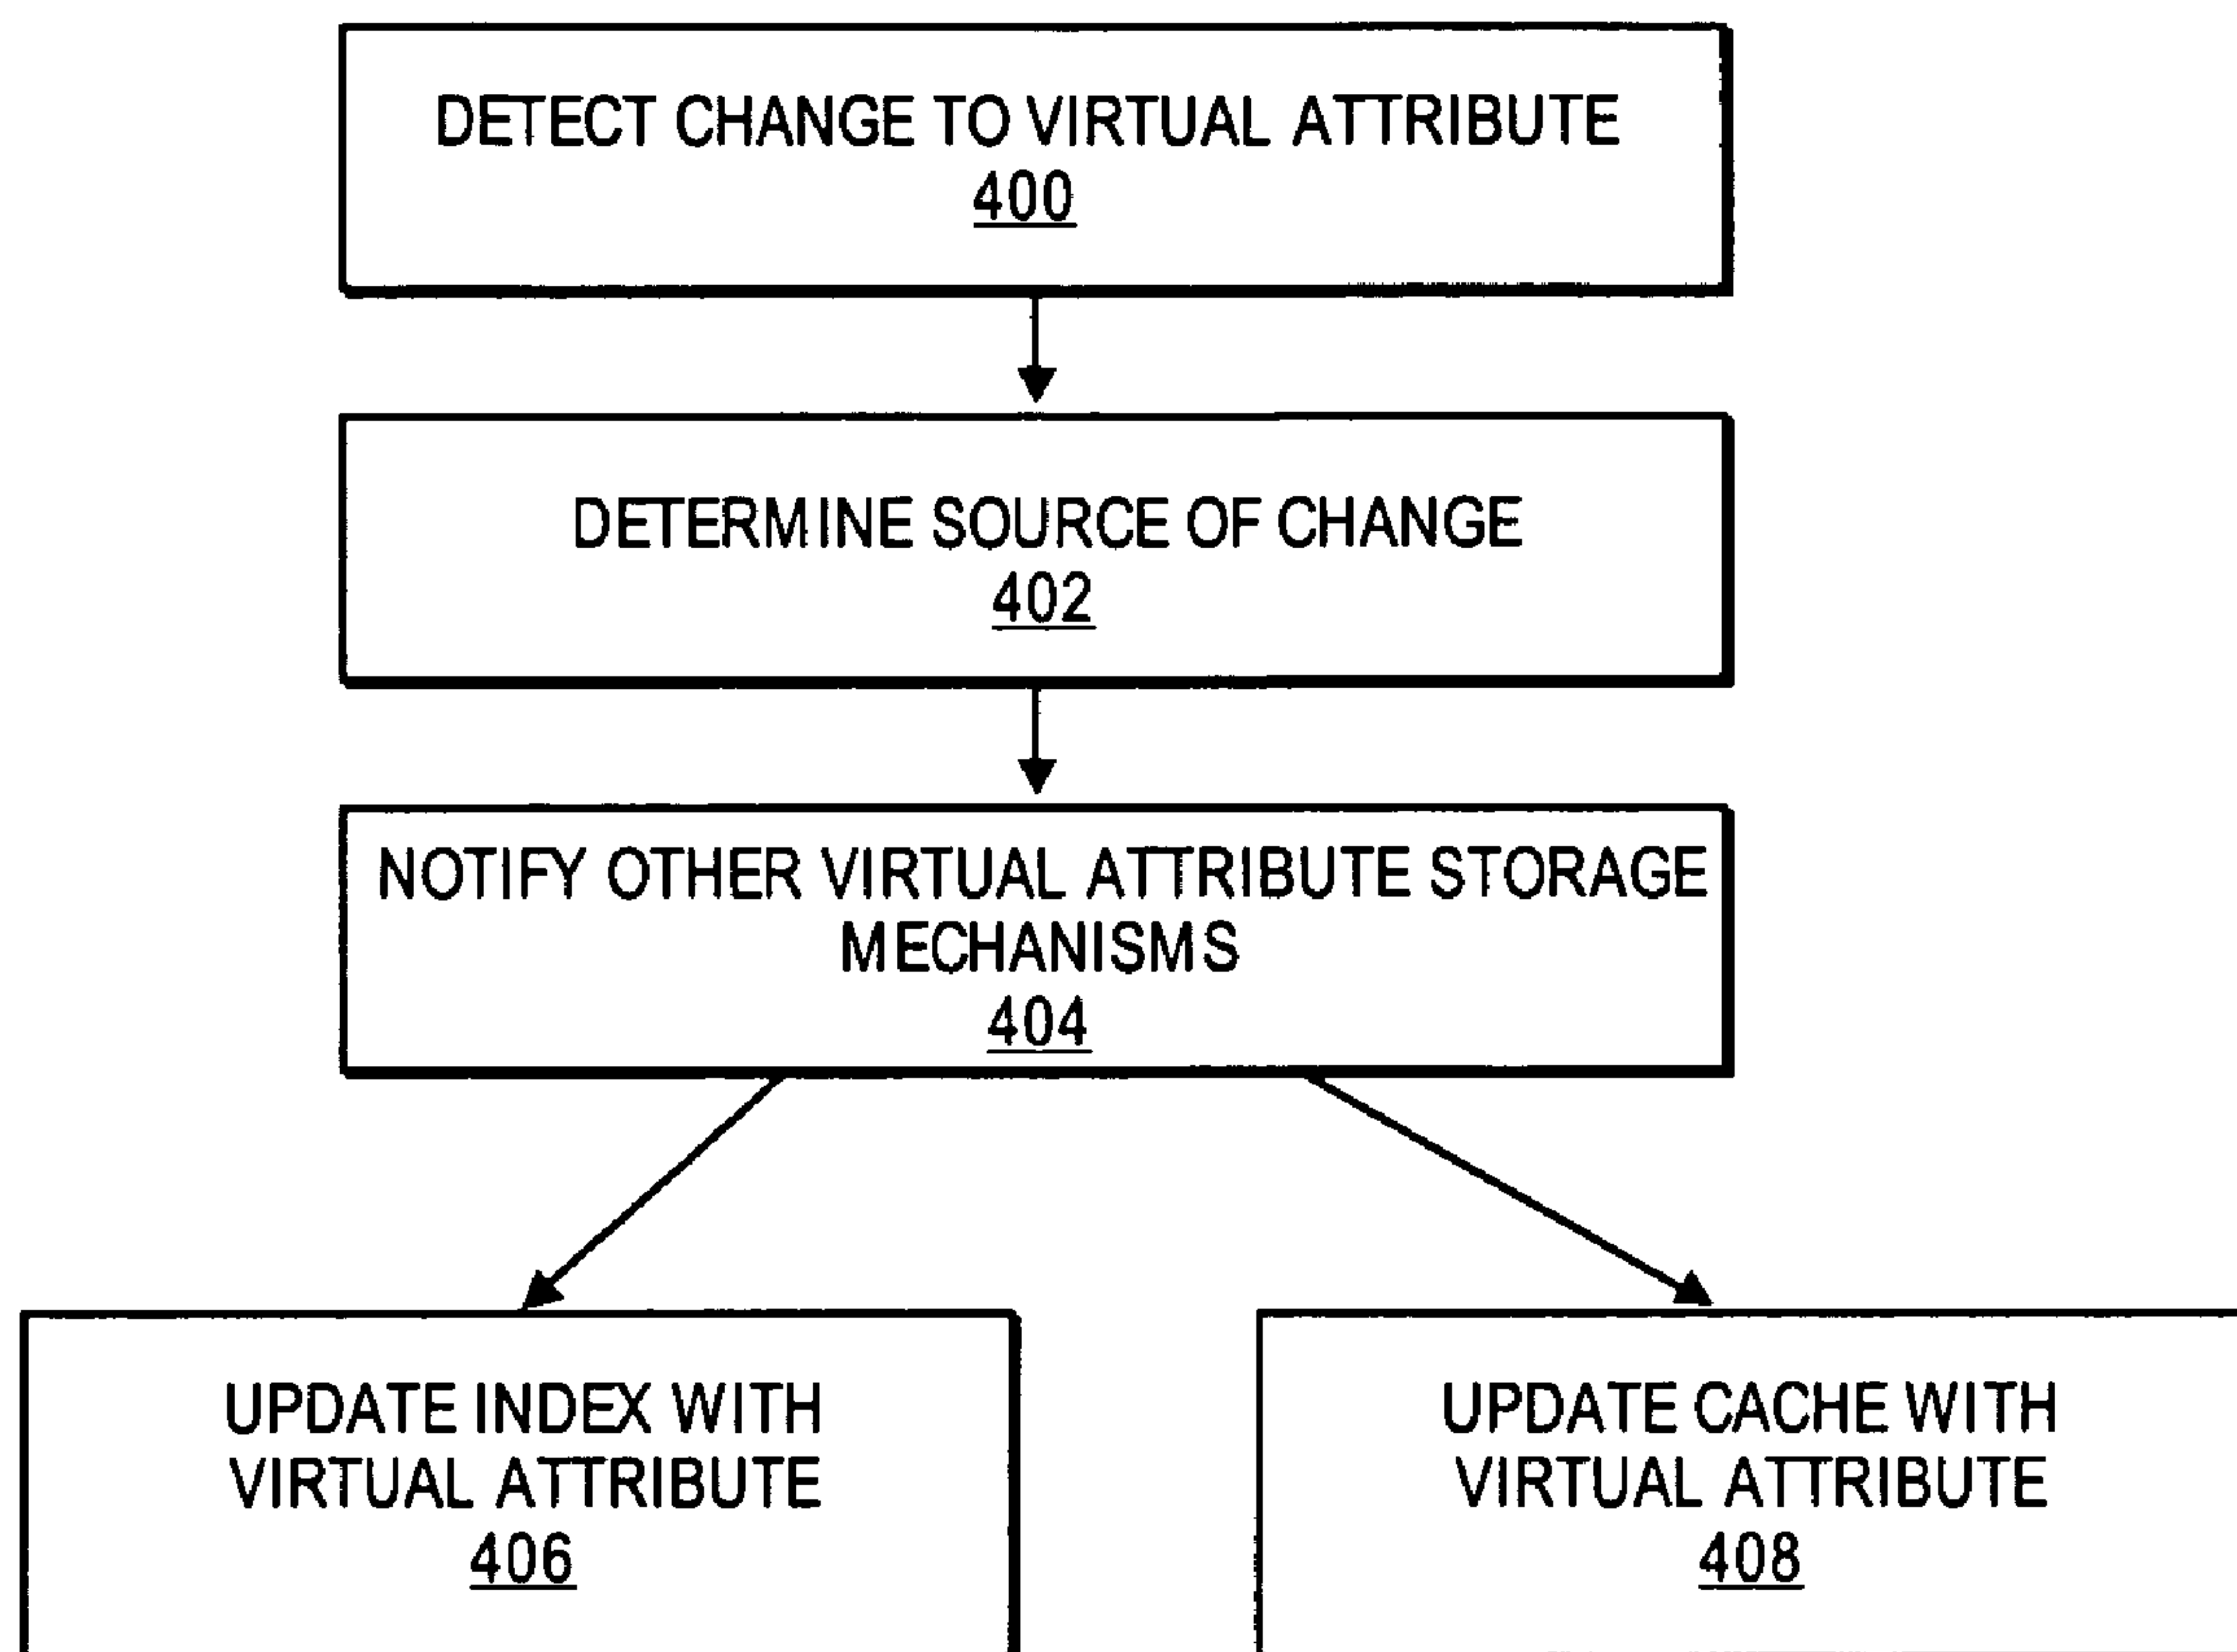 DETECT CHANGE TO VIRTUAL ATTRIBUTE
400
DETERMINE SOURCE OF CHANGE
402
NOTIFY OTHER VIRTUAL ATTRIBUTE STORAGE
MECHANISMS
404
UPDATE INDEX WITH
VIRTUAL ATTRIBUTE
406
UPDATE CACHE WITH
VIRTUAL ATTRIBUTE
408